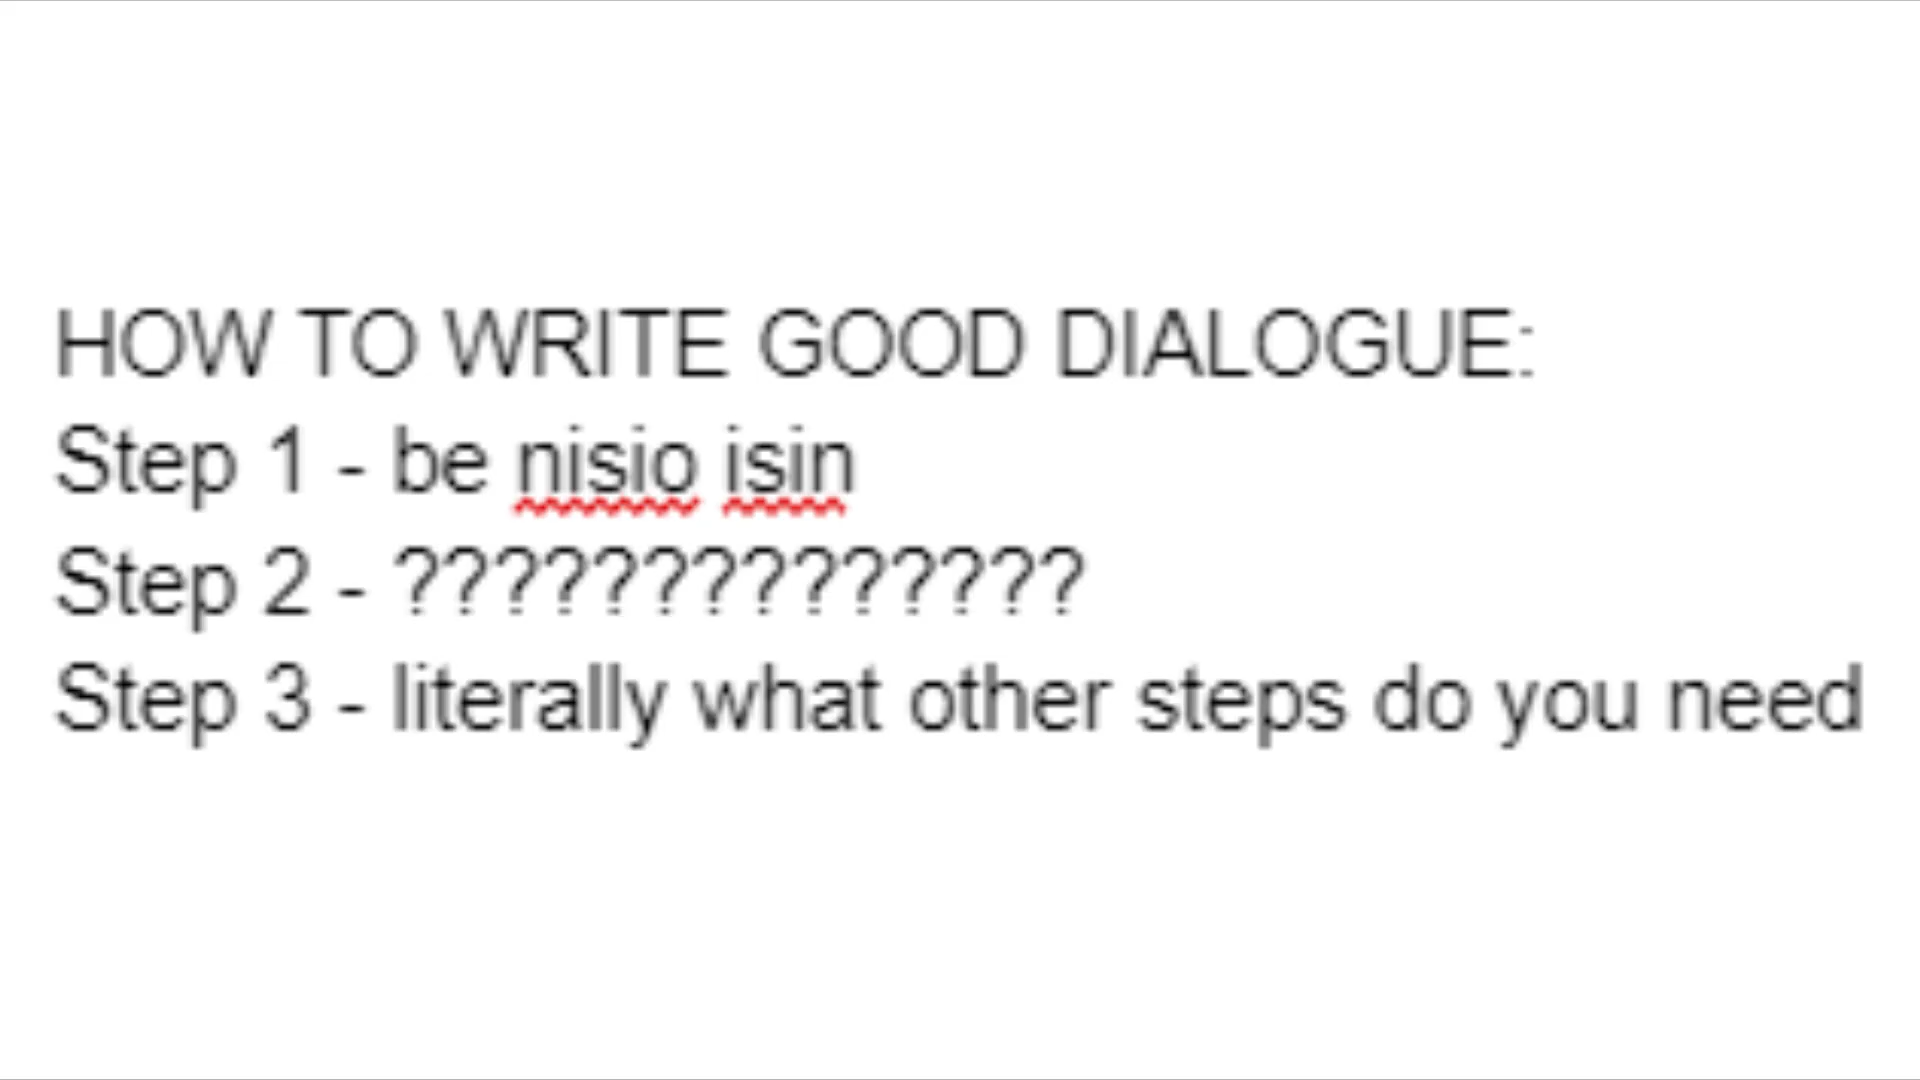 HOW TO WRITE GOOD DIALOGUE:
Step 1 - be nisio isin
Step 2 - ??????????????
Step 3 - literally what other steps do you need